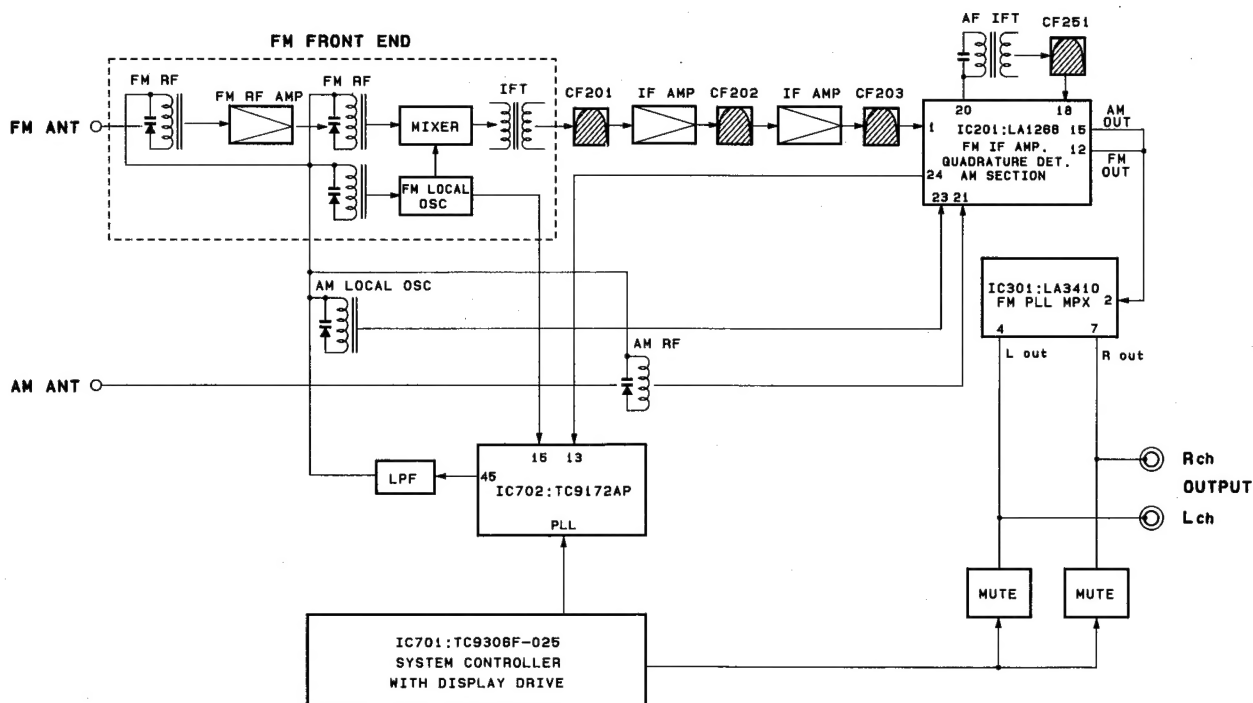 FM FRONT END
FM RF
FM RF AMP
FM RF
IFT
MIXER
FM LOCAL
OSC
FM ANT
CF201
IF AMP
CF202
IF AMP
CF203
AF IFT
CF251
20
18
1
IC201:LA1266
15
FM IF AMP.
12
QUADRATURE DET.
AM SECTION
24
23 21
AM
OUT
FM
OUT
IC301:LA3410
FM PLL MPX
2
4
7
L out
R out
AM LOCAL OSC
AM RF
AM ANT
LPF
15
13
45
IC702:TC9172AP
PLL
Rch
OUTPUT
Lch
MUTE
MUTE
IC701:TC9306F-025
SYSTEM CONTROLLER
WITH DISPLAY DRIVE